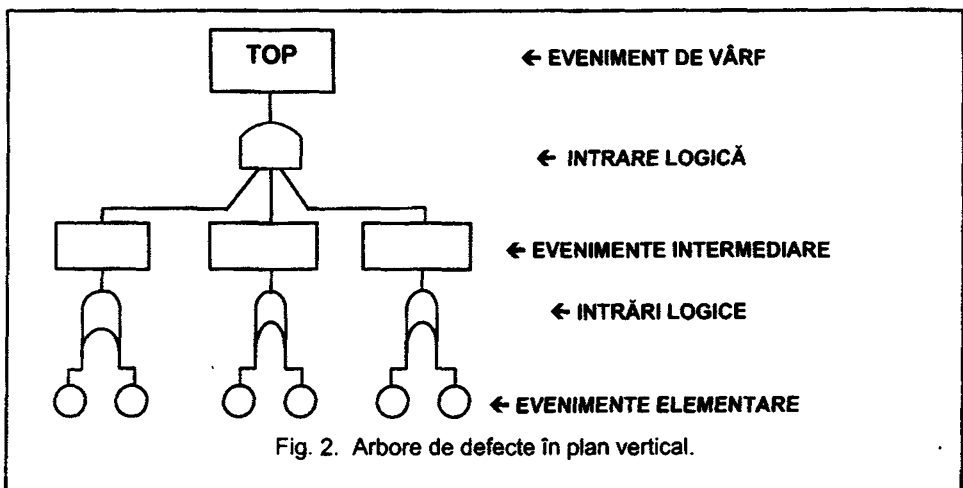 TOP
← EVENIMENT DE VÂRF
← INTRARE LOGICĂ
← EVENIMENTE INTERMEDIARE
← INTRĂRI LOGICE
← EVENIMENTE ELEMENTARE
Fig. 2. Arbore de defecte în plan vertical.